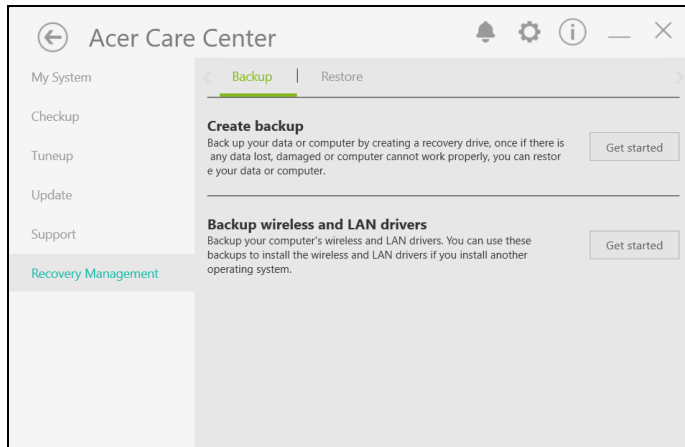 Acer Care Center
My System
Checkup
Tuneup
Update
Support
Recovery Management
Backup | Restore
Create backup
Back up your data or computer by creating a recovery drive, once if there is
any data lost, damaged or computer cannot work properly, you can restor
e your data or computer.
Get started
Backup wireless and LAN drivers
Backup your computer's wireless and LAN drivers. You can use these
backups to install the wireless and LAN drivers if you install another
operating system.
Get started